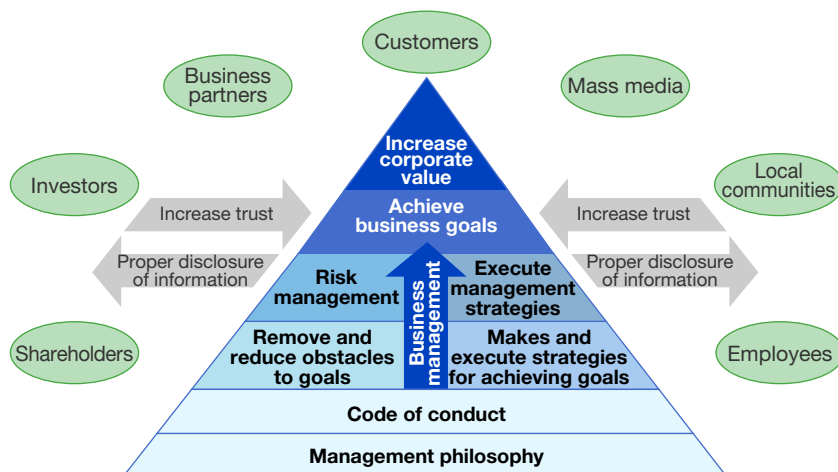 Customers
Business
partners
Mass media
Increase
corporate
value
Investors
Local
communities
Increase trust
Achieve
business goals
Increase trust
Proper disclosure
of information
Risk
management
Business
management
Execute
management
strategies
Proper disclosure
of information
Shareholders
Remove and
reduce obstacles
to goals
Makes and
execute strategies
for achieving goals
Employees
Code of conduct
Management philosophy